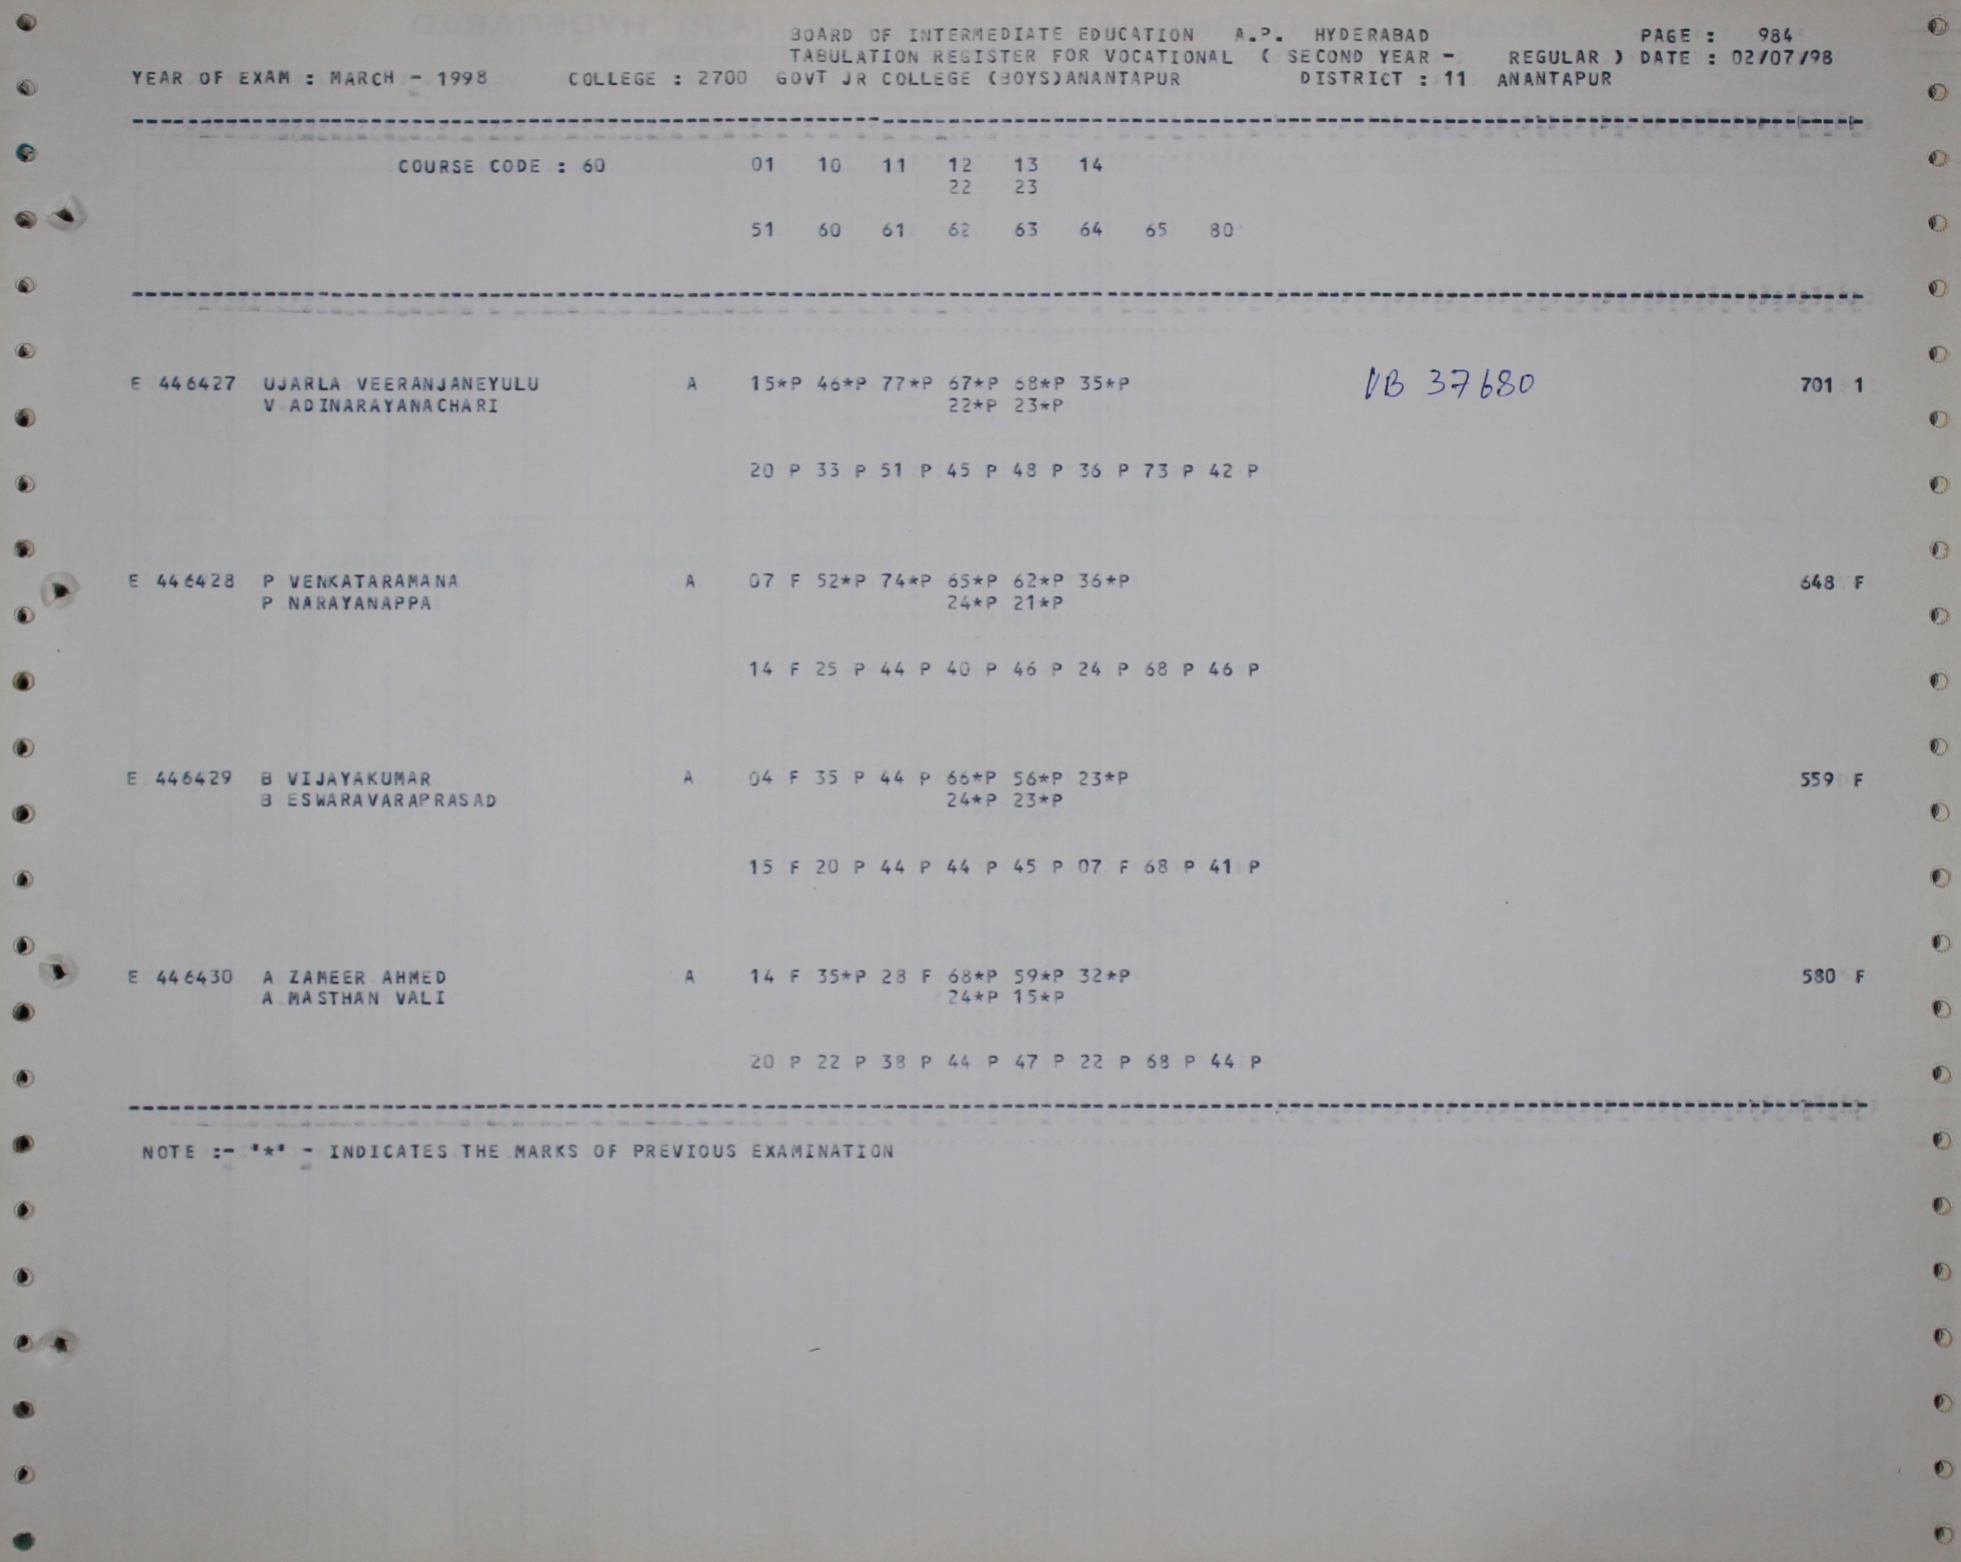 BOARD OF INTERMEDIATE EDUCATION A.P. HYDERABAD PAGE : 984
TABULATION REGISTER FOR VOCATIONAL ( SECOND YEAR - REGULAR ) DATE : 02/07/98
YEAR OF EXAM : MARCH - 1998 COLLEGE : 2700 GOVT JR COLLEGE (BOYS)ANANTAPUR DISTRICT : 11 ANANTAPUR
COURSE CODE : 60 01 10 11 12 13 14
22 23
51 60 61 62 63 64 65 80
E 446427 UJARLA VEERANJANEYULU A 15*P 46*P 77*P 67*P 68*P 35*P VB 37680 701 1
V ADINARAYANACHARI 22*P 23*P
20 P 33 P 51 P 45 P 48 P 36 P 73 P 42 P
E 446428 P VENKATARAMANA A 07 F 52*P 74*P 65*P 62*P 36*P 648 F
P NARAYANAPPA 24*P 21*P
14 F 25 P 44 P 40 P 46 P 24 P 68 P 46 P
E 446429 B VIJAYAKUMAR A 04 F 35 P 44 P 66*P 56*P 23*P 559 F
B ESWARAVARAPRASAD 24*P 23*P
15 F 20 P 44 P 44 P 45 P 07 F 68 P 41 P
E 446430 A ZAMEER AHMED A 14 F 35*P 28 F 68*P 59*P 32*P 580 F
A MASTHAN VALI 24*P 15*P
20 P 22 P 38 P 44 P 47 P 22 P 68 P 44 P
NOTE :- '*' - INDICATES THE MARKS OF PREVIOUS EXAMINATION